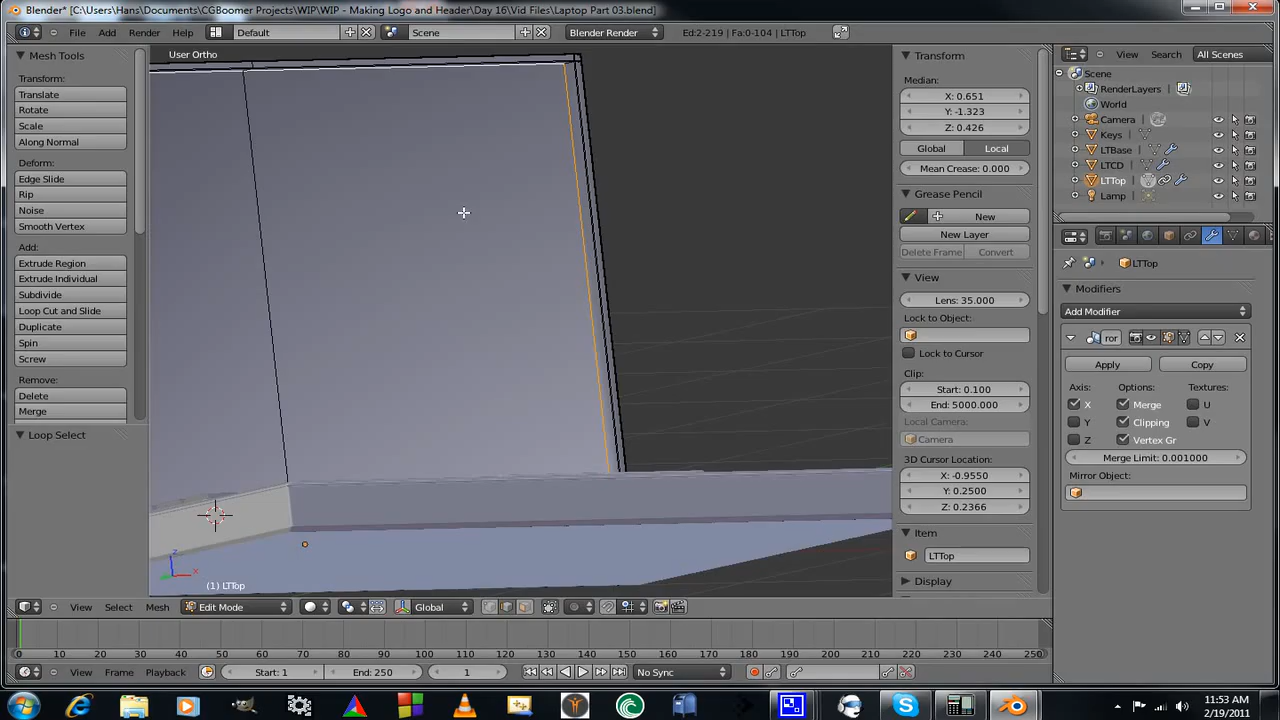 Blender* [C:\Users\Hans\Documents\CGBoomer Projects\WIP\WIP - Making Logo and Header\Day 16\Vid Files\Laptop Part 03.blend]
File Add Render Help Default Scene Blender Render Ed:2-219 | Fa:0-104 | LTTop
Mesh Tools
Transform:
Translate
Rotate
Scale
Along Normal
Deform:
Edge Slide
Rip
Noise
Smooth Vertex
Add:
Extrude Region
Extrude Individual
Subdivide
Loop Cut and Slide
Duplicate
Spin
Screw
Remove:
Delete
Merge
Loop Select
User Ortho
z
x
(1) LTTop
View Select Mesh Edit Mode Global
Transform
Median:
X: 0.651
Y: -1.323
Z: 0.426
Global Local
Mean Crease: 0.000
Grease Pencil
New
New Layer
Delete Frame Convert
View
Lens: 35.000
Lock to Object:
Lock to Cursor
Clip:
Start: 0.100
End: 5000.000
Local Camera:
Camera
3D Cursor Location:
X: -0.9550
Y: 0.2500
Z: 0.2366
Item
LTTop
Display
View Search All Scenes
Scene
RenderLayers
World
Camera
Keys
LTBase
LTCD
LTTop
Lamp
LTTop
Modifiers
Add Modifier
ror
Apply Copy
Axis: Options: Textures:
X Merge U
Y Clipping V
Z Vertex Gr
Merge Limit: 0.001000
Mirror Object:
0 10 20 30 40 50 60 70 80 90 100 110 120 130 140 150 160 170 180 190 200 210 220 230 240 250
View Frame Playback Start: 1 End: 250 1 No Sync
11:53 AM
2/19/2011